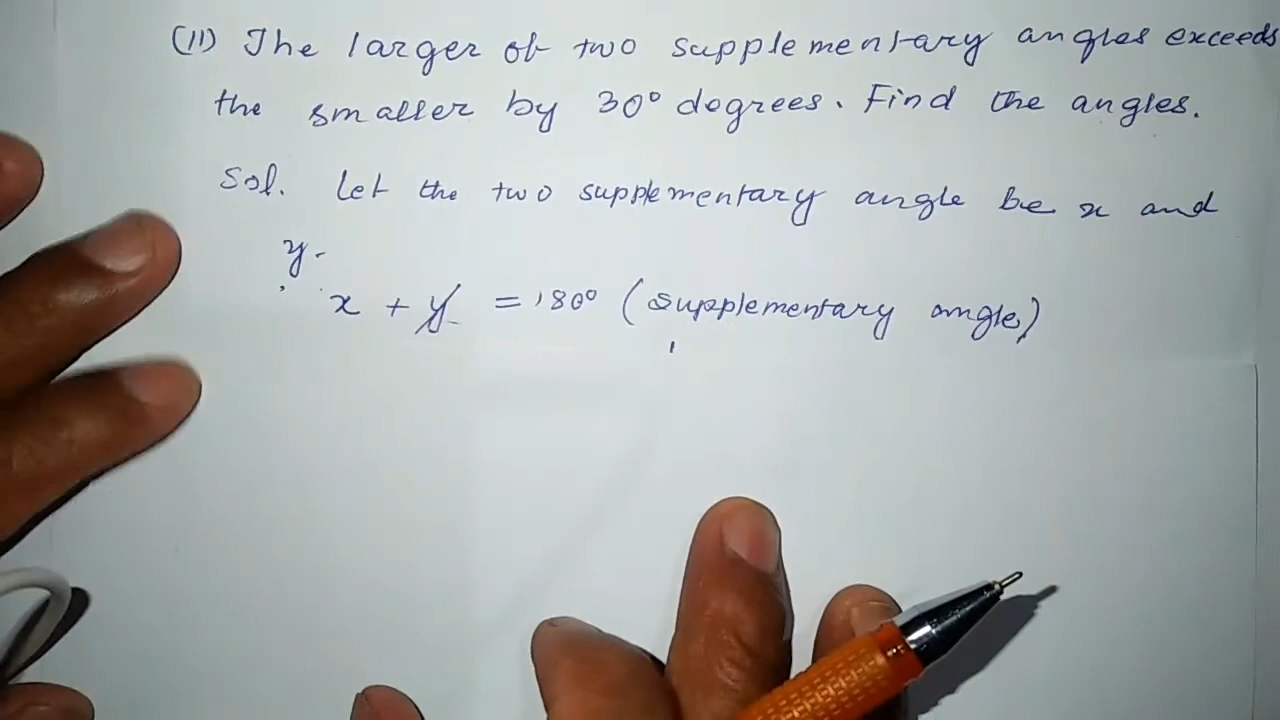 (11) The larger of two supplementary angles exceeds
the smaller by 30° degrees. Find the angles.
Sol. Let the two supplementary angle be x and
y.
x + y = 180° (supplementary angle)